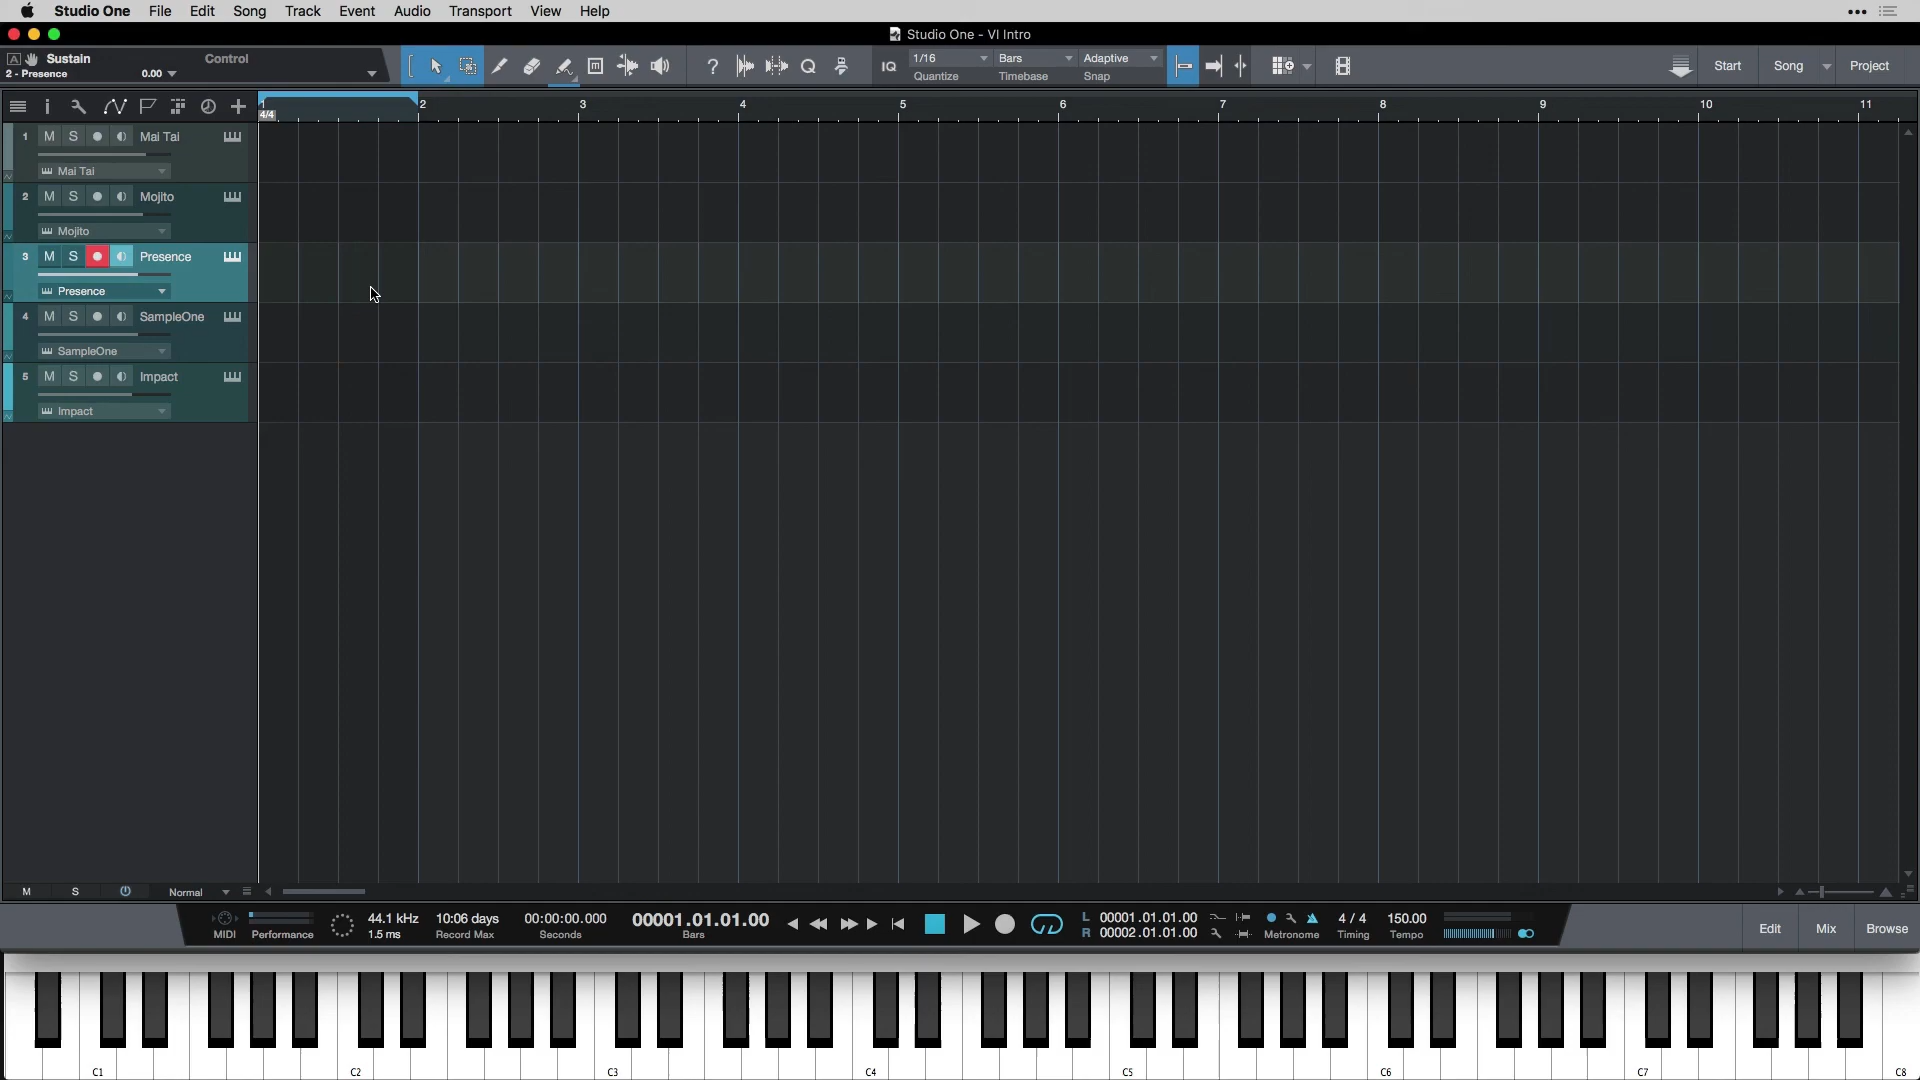 Studio One File Edit Song Track Event Audio Transport View Help
Studio One - VI Intro
Sustain Control
2 - Presence 0.00
IQ 1/16 Bars Adaptive
Quantize Timebase Snap
Start Song Project
1 2 3 4 5 6 7 8 9 10 11
4/4
1 M S Mai Tai
Mai Tai
2 M S Mojito
Mojito
3 M S Presence
Presence
4 M S SampleOne
SampleOne
5 M S Impact
Impact
M S Normal
44.1 kHz 10:06 days 00:00:00.000 00001.01.01.00 L 00001.01.01.00 4 / 4 150.00
MIDI Performance 1.5 ms Record Max Seconds Bars R 00002.01.01.00 Metronome Timing Tempo
Edit Mix Browse
C1 C2 C3 C4 C5 C6 C7 C8